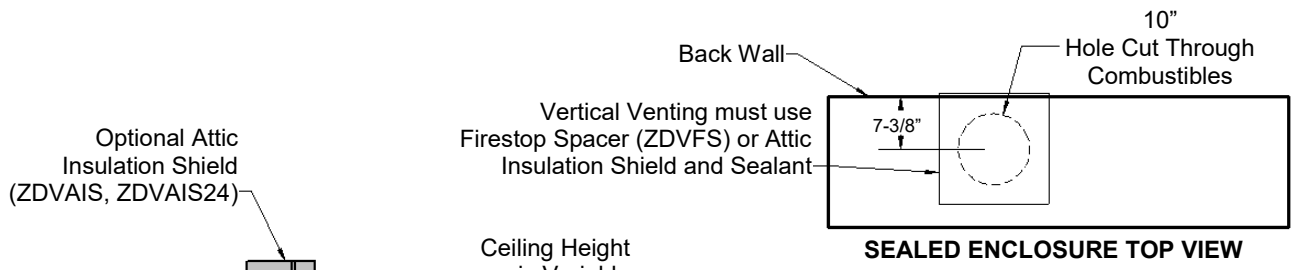 10”
Hole Cut Through
Combustibles
Back Wall
Vertical Venting must use
Firestop Spacer (ZDVFS) or Attic
Insulation Shield and Sealant
7-3/8”
Optional Attic
Insulation Shield
(ZDVAIS, ZDVAIS24)
SEALED ENCLOSURE TOP VIEW
Ceiling Height